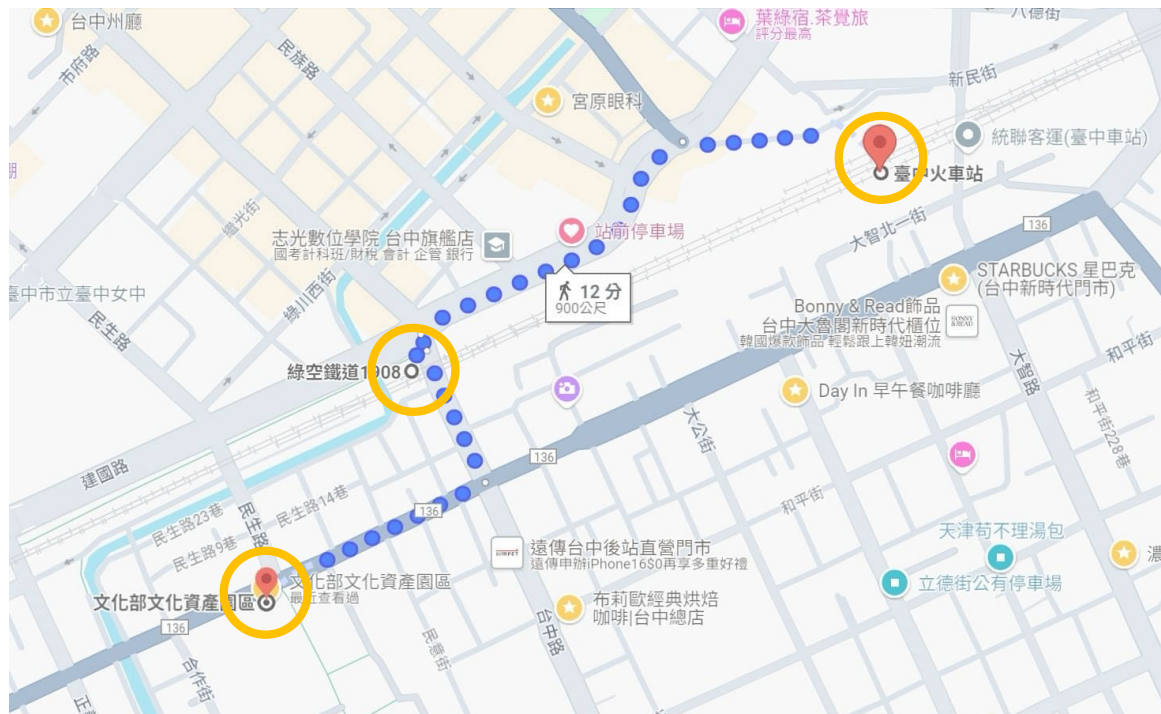 台中州廳
葉綠宿.茶覺旅
評分最高
八德街
市府路
民族路
新民街
宮原眼科
統聯客運(臺中車站)
臺中火車站
繼光街
大智北一街
136
志光數位學院 台中旗艦店
國考計科班/財稅 會計 企管 銀行
站前停車場
綠川西街
STARBUCKS 星巴克
(台中新時代門市)
12 分
900公尺
臺中市立臺中女中
民生路
Bonny & Read飾品
台中大魯閣新時代櫃位
韓國爆款飾品 輕鬆跟上韓妞潮流
BONNY
&READ
和平街
大智路
綠空鐵道1908
Day In 早午餐咖啡廳
和平街228巷
大公街
136
建國路
和平街
民生路14巷
民生路23巷
民生路
136
民生路9巷
遠傳台中後站直營門市
遠傳申辦iPhone16$0再享多重好禮
天津苟不理湯包
濃
立德街公有停車場
文化部文化資產園區
最近查看過
文化部文化資產園區
布莉歐經典烘焙
咖啡|台中總店
136
台中路
民意街
合作街